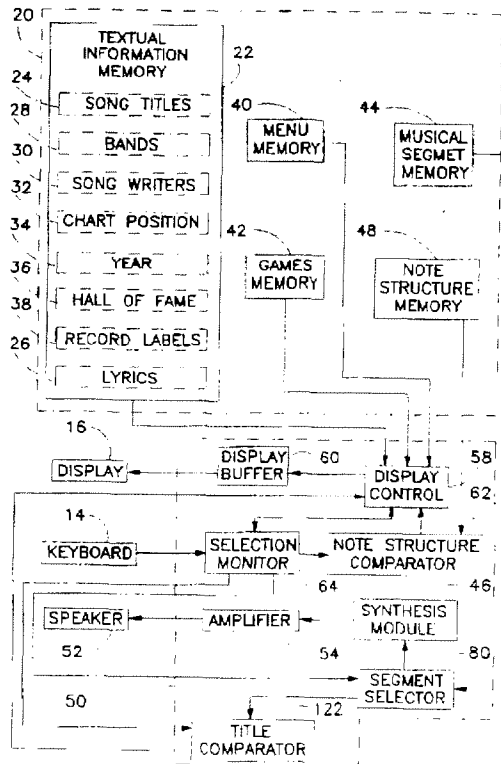 20
TEXTUAL
INFORMATION
MEMORY
22
24
SONG TITLES
28
BANDS
30
SONG WRITERS
32
CHART POSITION
34
YEAR
36
HALL OF FAME
38
RECORD LABELS
26
LYRICS
40
MENU
MEMORY
44
MUSICAL
SEGMET
MEMORY
42
GAMES
MEMORY
48
NOTE
STRUCTURE
MEMORY
16
DISPLAY
DISPLAY
BUFFER
60
58
DISPLAY
CONTROL
62
14
KEYBOARD
SELECTION
MONITOR
NOTE STRUCTURE
COMPARATOR
64
46
SPEAKER
AMPLIFIER
SYNTHESIS
MODULE
52
54
80
SEGMENT
SELECTOR
50
122
TITLE
COMPARATOR